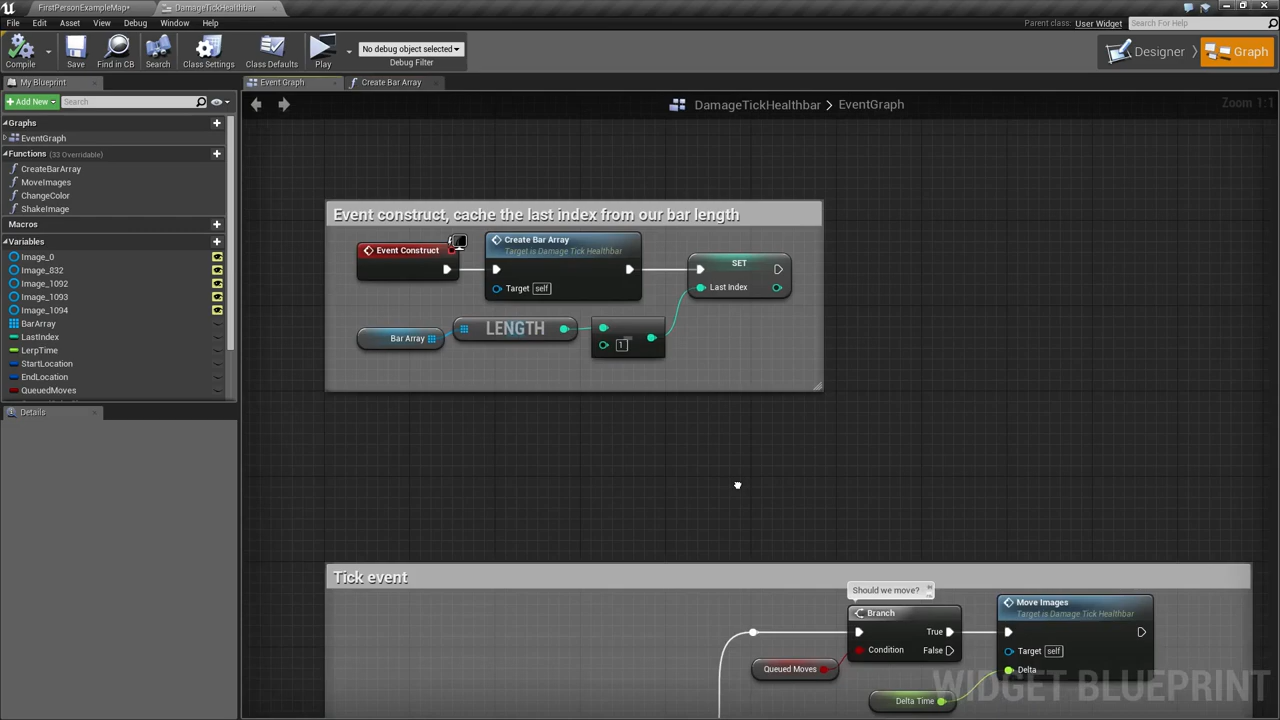 FirstPersonExampleMap*
DamageTickHealthbar
File Edit Asset View Debug Window Help
Parent class: User Widget
Search For Help
Compile
Save
Find in CB
Search
Class Settings
Class Defaults
Play
No debug object selected
Debug Filter
Designer
Graph
My Blueprint
Event Graph
Create Bar Array
+Add New
Search
DamageTickHealthbar > EventGraph
Zoom 1:1
Graphs
EventGraph
Functions (33 Overridable)
CreateBarArray
MoveImages
ChangeColor
ShakeImage
Macros
Variables
Image_0
Image_832
Image_1092
Image_1093
Image_1094
BarArray
LastIndex
LerpTime
StartLocation
EndLocation
QueuedMoves
Details
Event construct, cache the last index from our bar length
Event Construct
Create Bar Array
Target is Damage Tick Healthbar
Target self
SET
Last Index
Bar Array
LENGTH
1
Tick event
Should we move?
Branch
True
Condition
False
Queued Moves
Move Images
Target is Damage Tick Healthbar
Target self
Delta
Delta Time
WIDGET BLUEPRINT